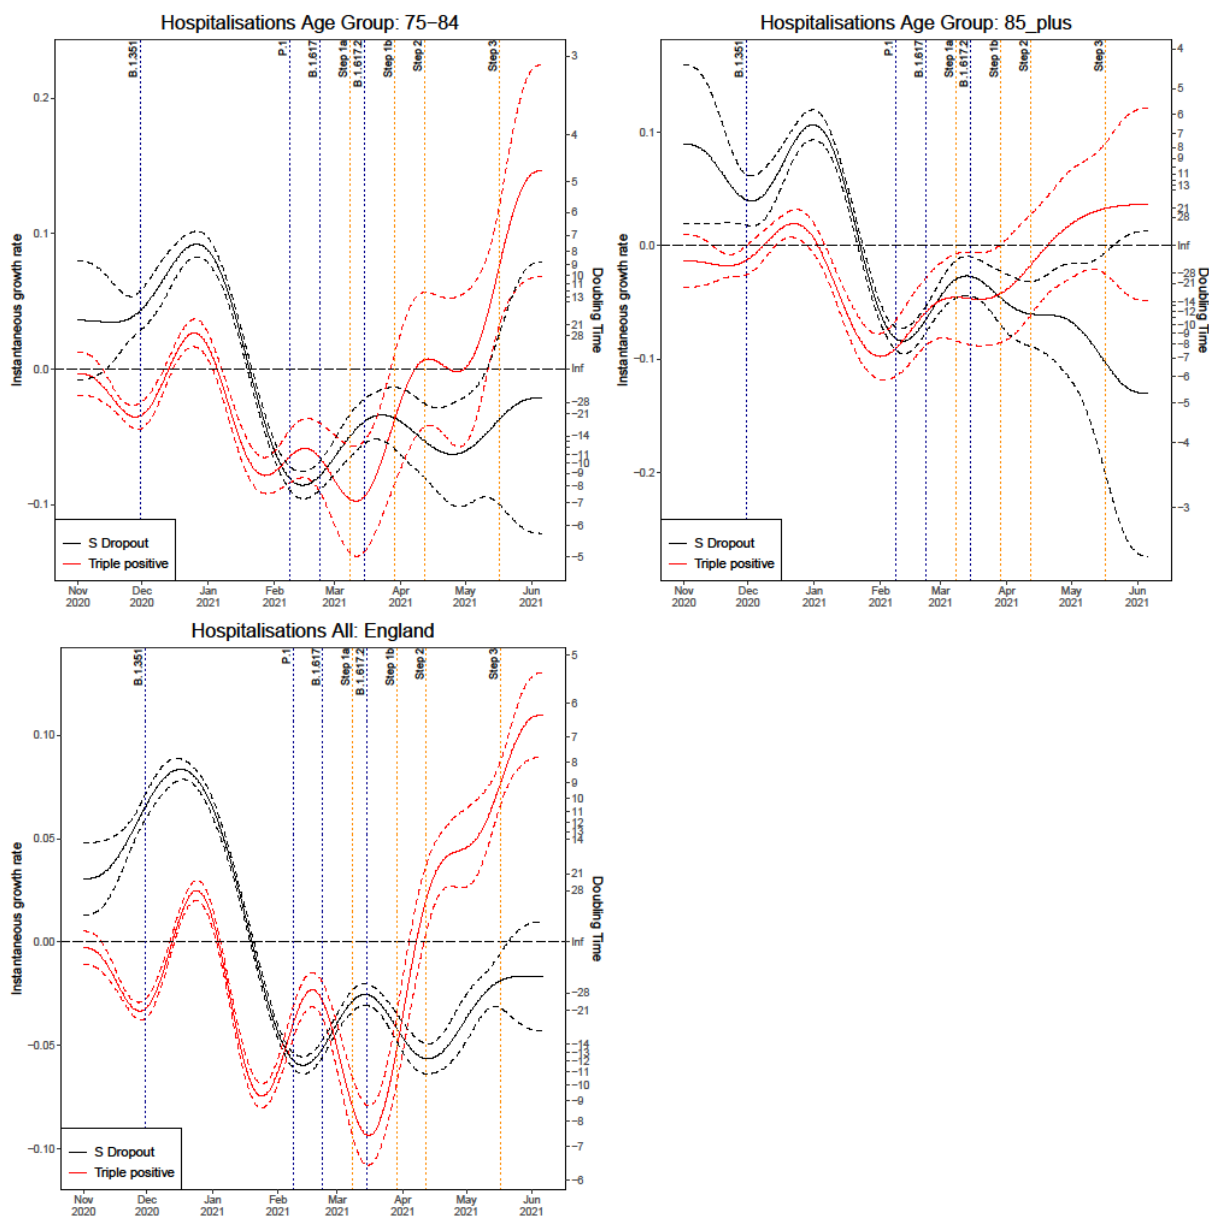 Hospitalisations Age Group: 75−84
B.1.351
P.1
B.1.617
Step 1a
B.1.617.2
Step 1b
Step 2
Step 3
Instantaneous growth rate
0.2
0.1
0.0
−0.1
3
4
5
6
7
8
9
10
11
13
21
28
Inf
−28
−21
−14
−11
−10
−9
−8
−7
−6
−5
Doubling Time
S Dropout
Triple positive
Nov Dec Jan Feb Mar Apr May Jun
2020 2020 2021 2021 2021 2021 2021 2021
Hospitalisations Age Group: 85_plus
B.1.351
P.1
B.1.617
Step 1a
B.1.617.2
Step 1b
Step 2
Step 3
Instantaneous growth rate
0.1
0.0
−0.1
−0.2
4
5
6
7
8
9
11
13
21
28
Inf
−28
−21
−14
−12
−10
−9
−8
−7
−6
−5
−4
−3
Doubling Time
S Dropout
Triple positive
Nov Dec Jan Feb Mar Apr May Jun
2020 2020 2021 2021 2021 2021 2021 2021
Hospitalisations All: England
B.1.351
P.1
B.1.617
Step 1a
B.1.617.2
Step 1b
Step 2
Step 3
Instantaneous growth rate
0.10
0.05
0.00
−0.05
−0.10
5
6
7
8
9
10
11
12
13
14
21
28
Inf
−28
−21
−14
−13
−12
−11
−10
−9
−8
−7
−6
Doubling Time
S Dropout
Triple positive
Nov Dec Jan Feb Mar Apr May Jun
2020 2020 2021 2021 2021 2021 2021 2021